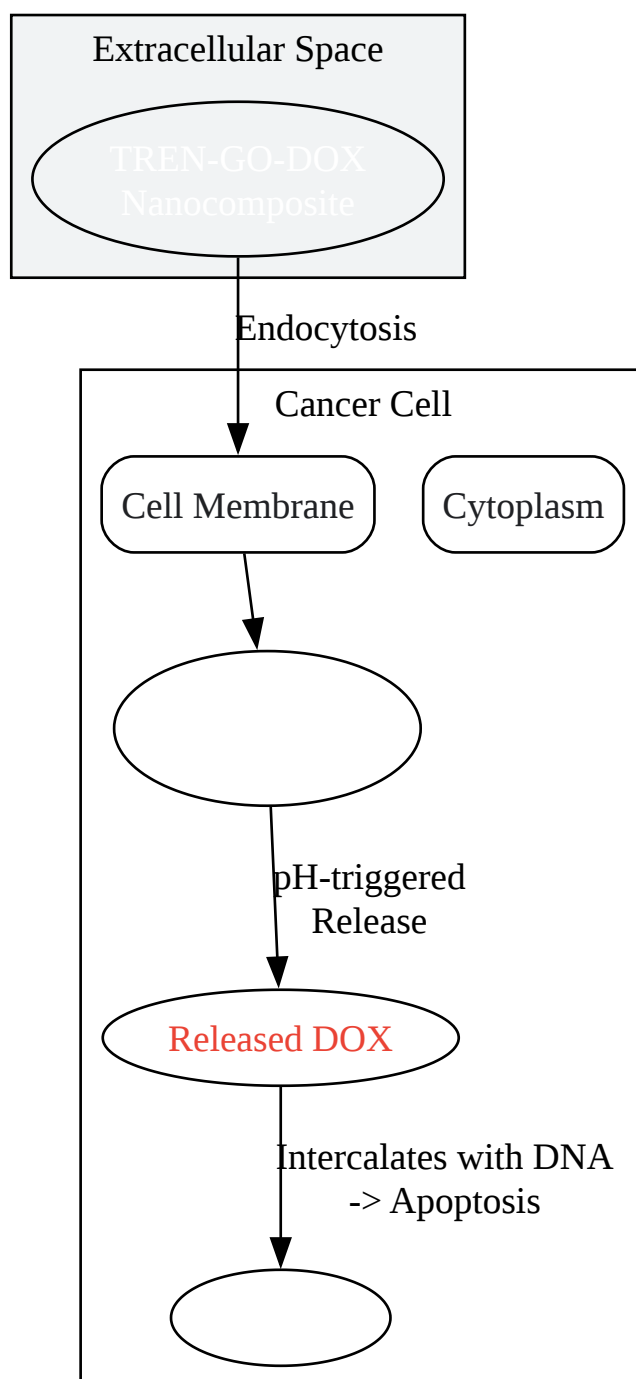 Extracellular Space
TREN-GO-DOX
Nanocomposite
Endocytosis
Cancer Cell
Cell Membrane
Cytoplasm
pH-triggered
Release
Released DOX
Intercalates with DNA
-> Apoptosis